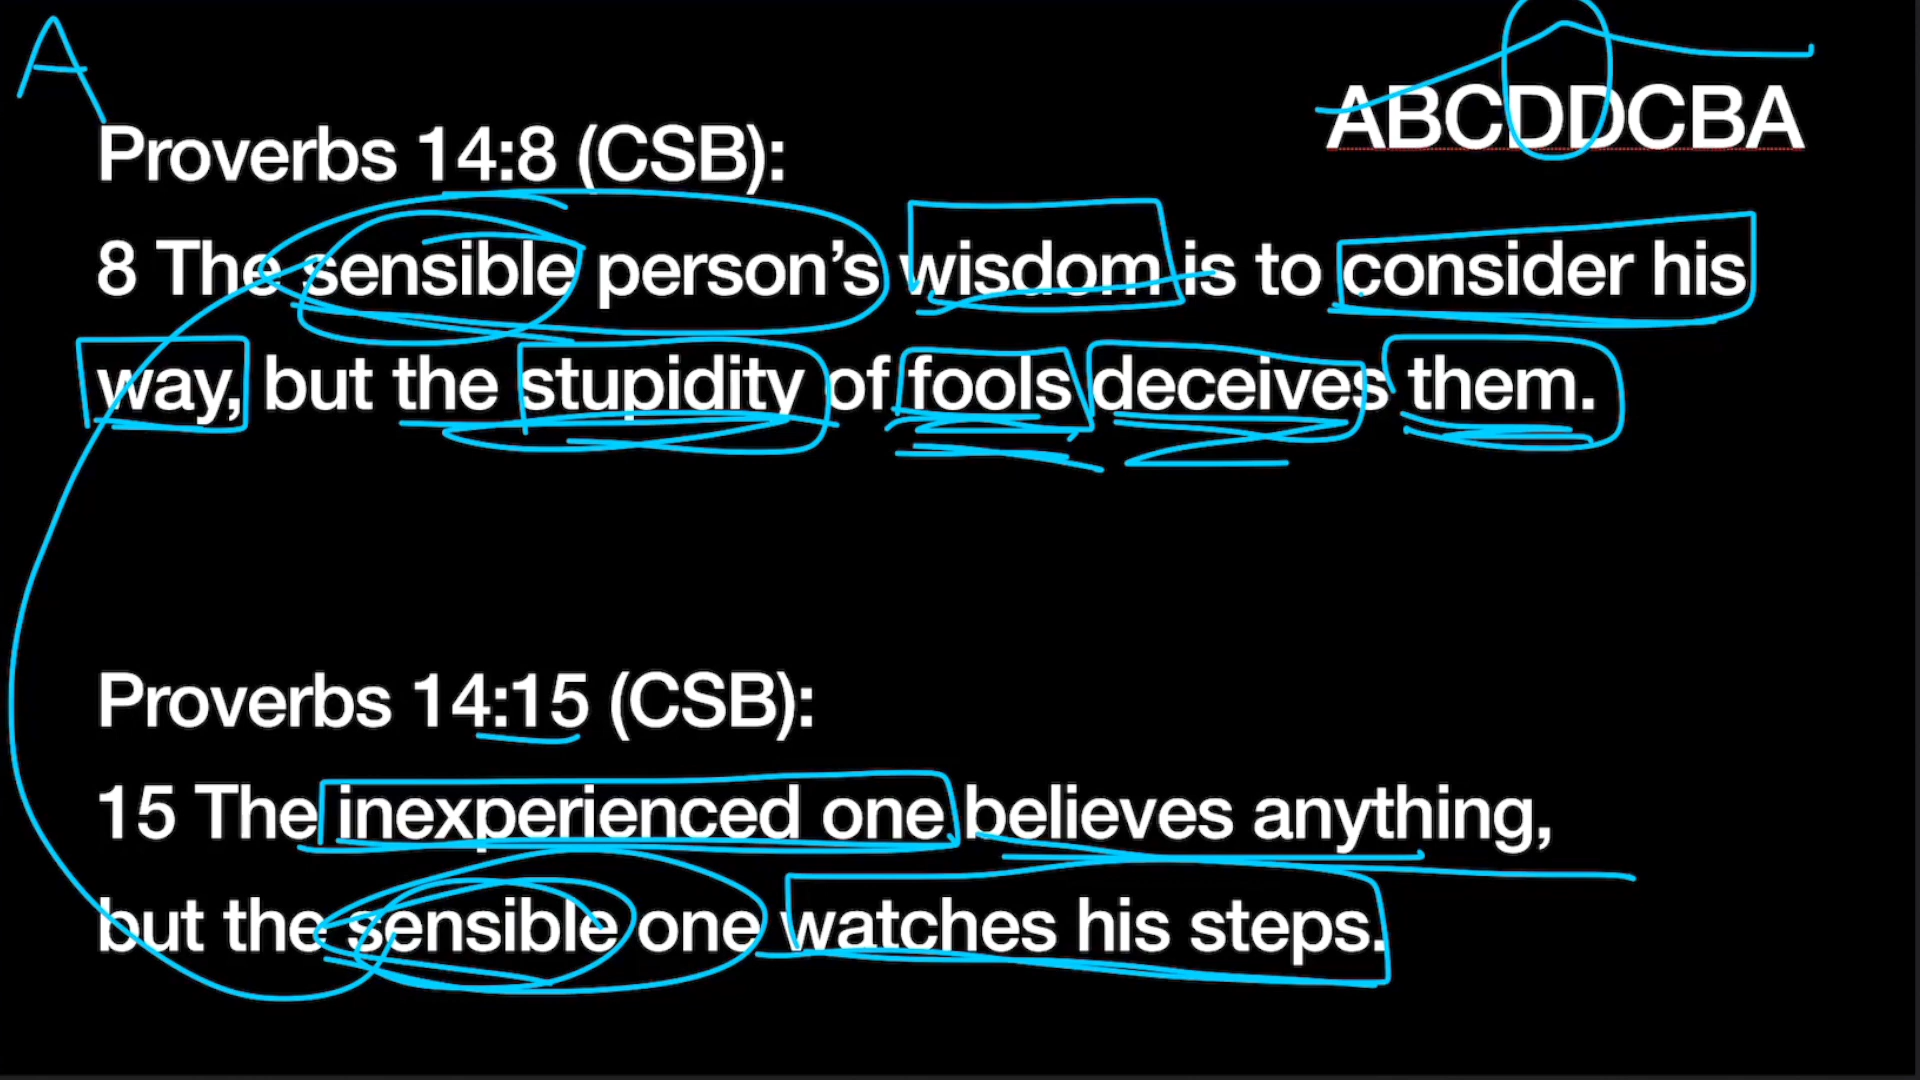 A
ABCDDCBA
Proverbs 14:8 (CSB):
8 The sensible person’s wisdom is to consider his
way, but the stupidity of fools deceives them.
Proverbs 14:15 (CSB):
15 The inexperienced one believes anything,
but the sensible one watches his steps.